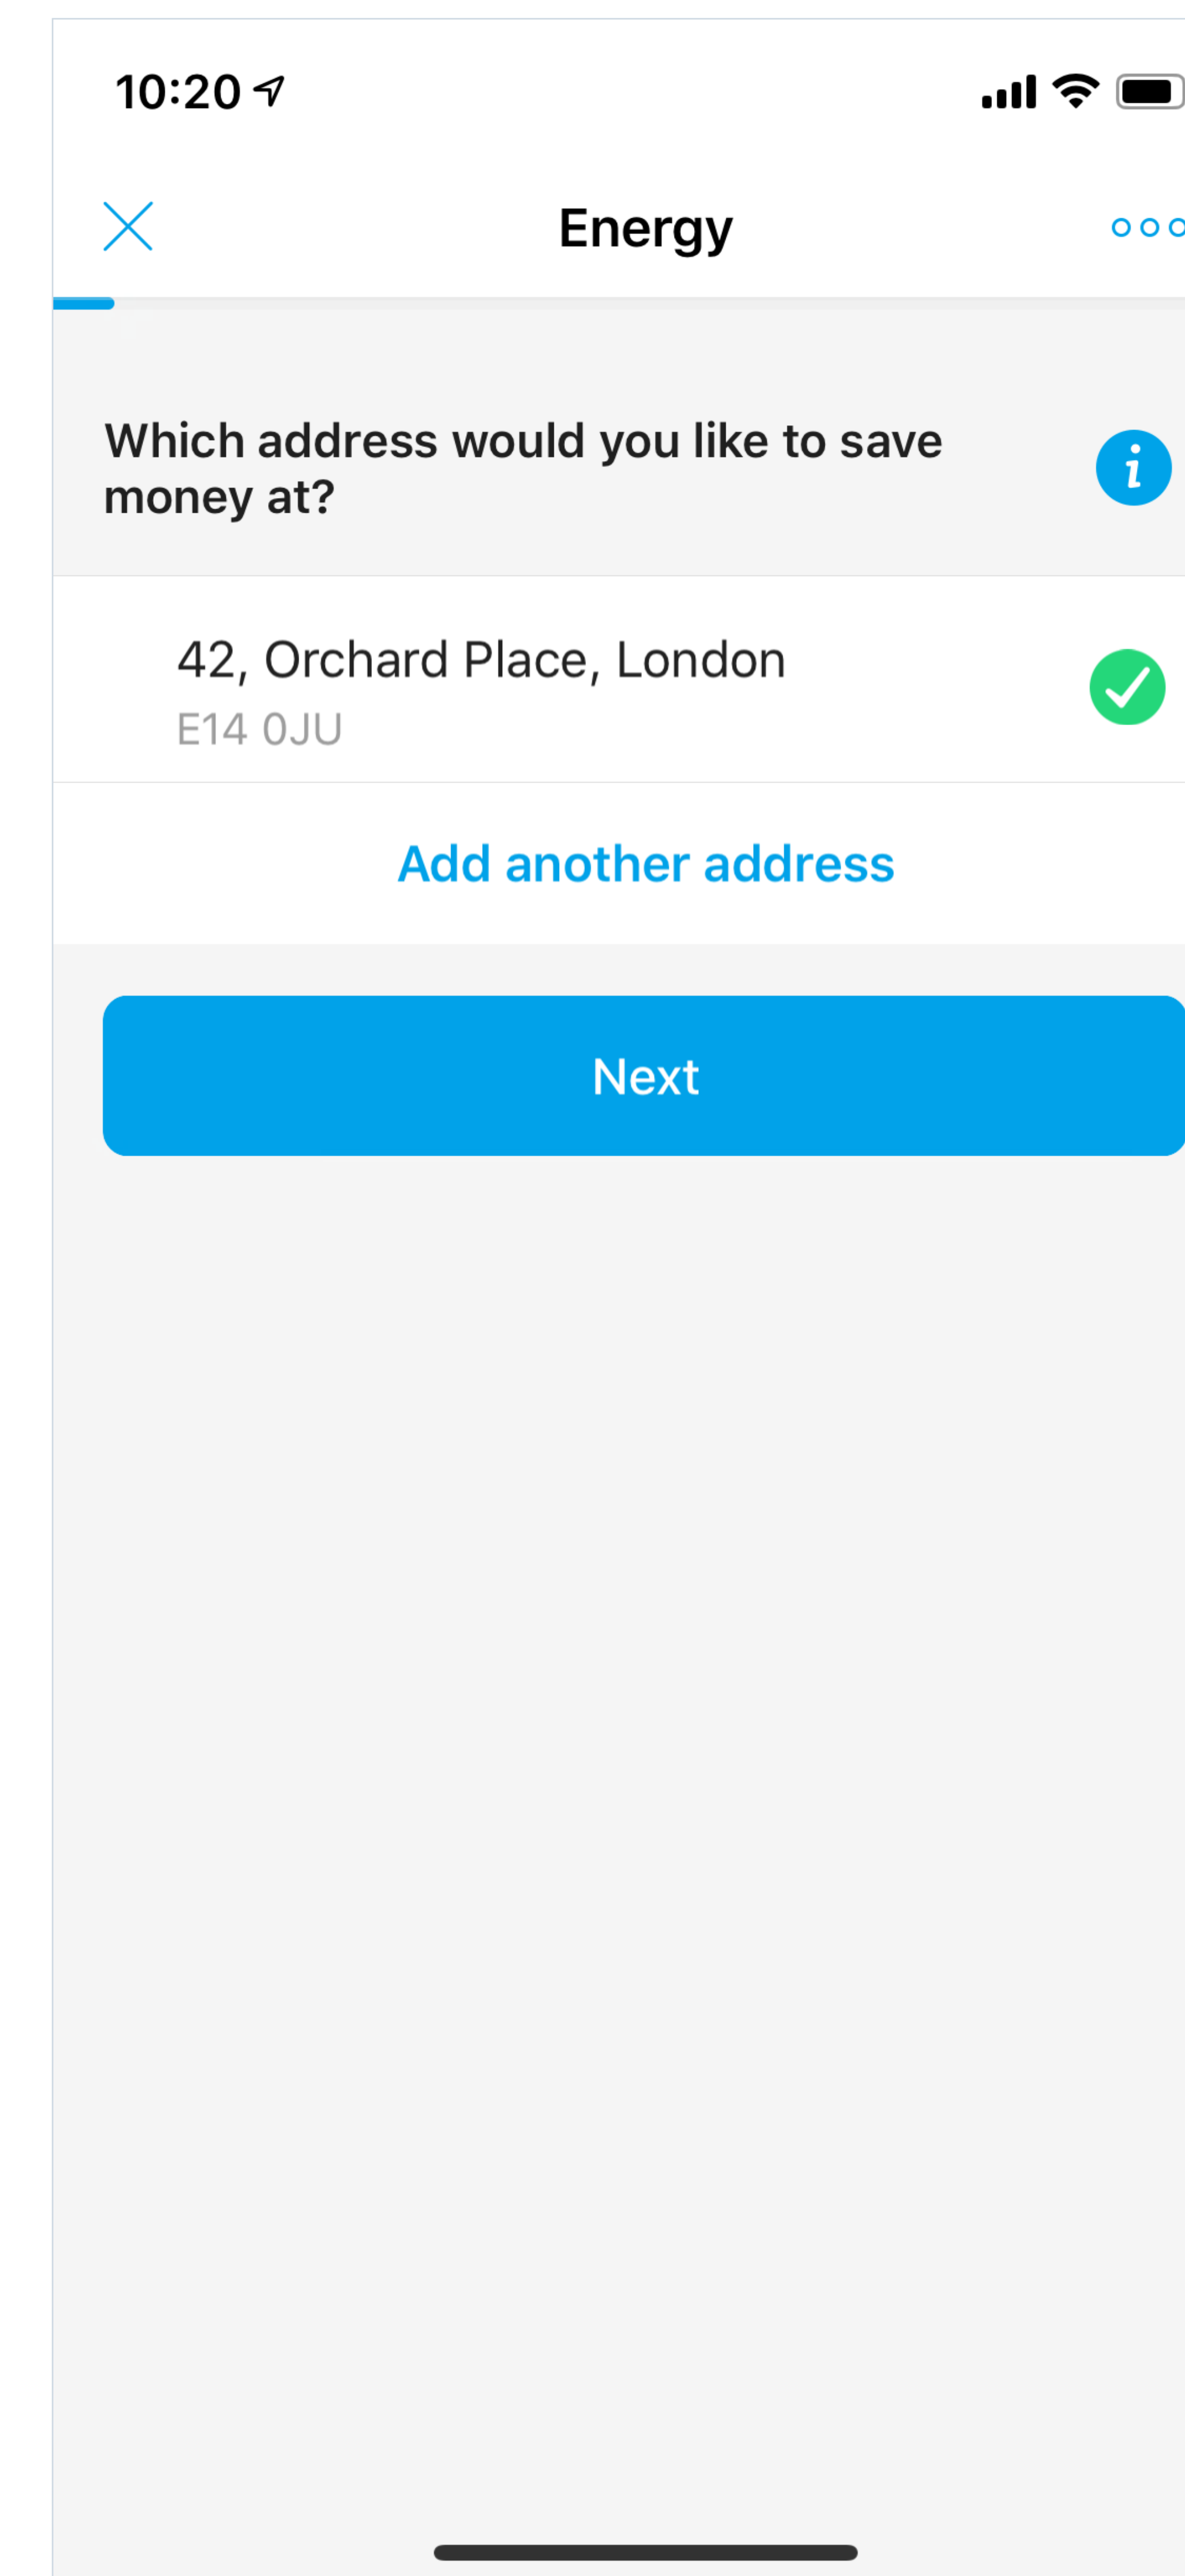 10:20
Energy
Which address would you like to save
money at?
42, Orchard Place, London
E14 0JU
Add another address
Next